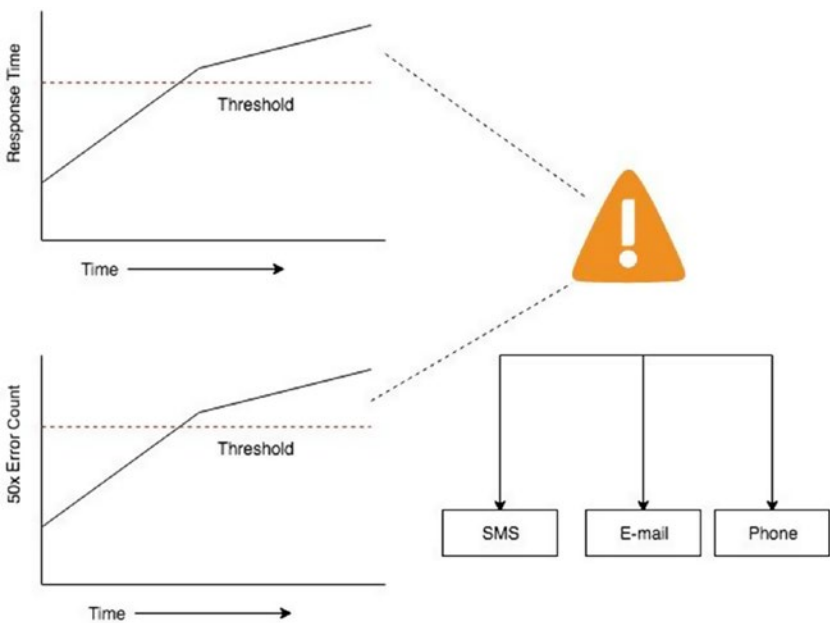 Response Time
Threshold
Time
50x Error Count
Threshold
Time
SMS
E-mail
Phone